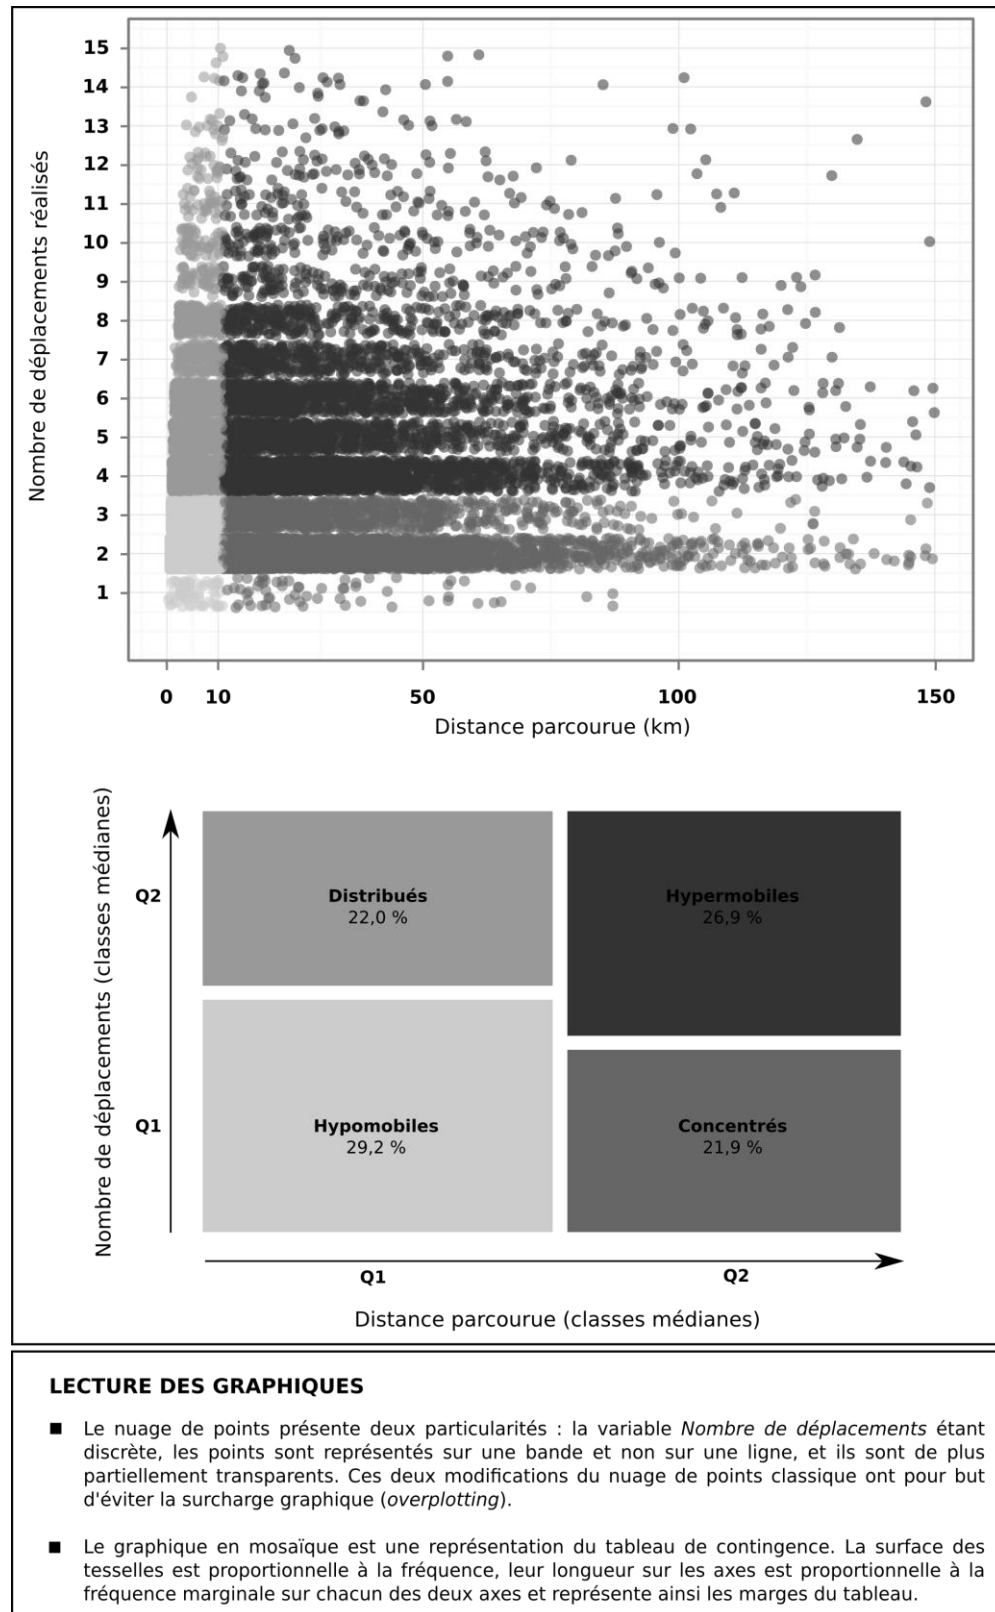 15
14
13
12
11
10
9
8
7
6
5
4
3
2
1
Nombre de déplacements réalisés
0 10 50 100 150
Distance parcourue (km)
Nombre de déplacements (classes médianes)
Q2
Distribués
22,0 %
Hypermobiles
26,9 %
Q1
Hypomobiles
29,2 %
Concentrés
21,9 %
Q1 Q2
Distance parcourue (classes médianes)
LECTURE DES GRAPHIQUES
■ Le nuage de points présente deux particularités : la variable Nombre de déplacements étant
discrète, les points sont représentés sur une bande et non sur une ligne, et ils sont de plus
partiellement transparents. Ces deux modifications du nuage de points classique ont pour but
d'éviter la surcharge graphique (overplotting).
■ Le graphique en mosaïque est une représentation du tableau de contingence. La surface des
tesselles est proportionnelle à la fréquence, leur longueur sur les axes est proportionnelle à la
fréquence marginale sur chacun des deux axes et représente ainsi les marges du tableau.